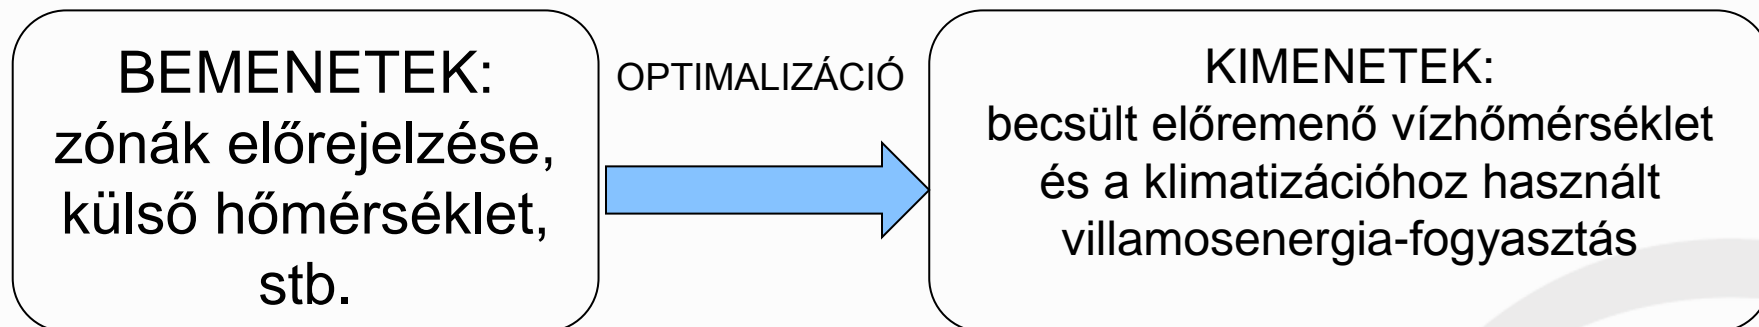 BEMENETEK:
zónák előrejelzése,
külső hőmérséklet,
stb.
OPTIMALIZÁCIÓ
KIMENETEK:
becsült előremenő vízhőmérséklet
és a klimatizációhoz használt
villamosenergia-fogyasztás